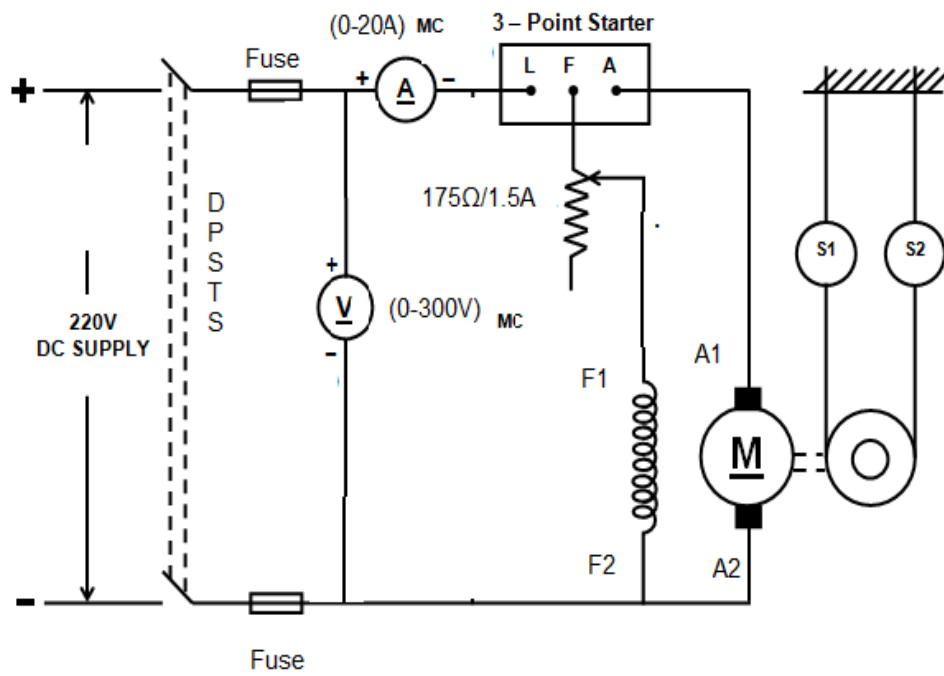 (0-20A) MC
3 – Point Starter
Fuse
L F A
+ A –
+
175Ω/1.5A
D
P
S
T
S
S1 S2
+
V (0-300V) MC
–
220V
DC SUPPLY
A1
F1
M
F2 A2
–
Fuse